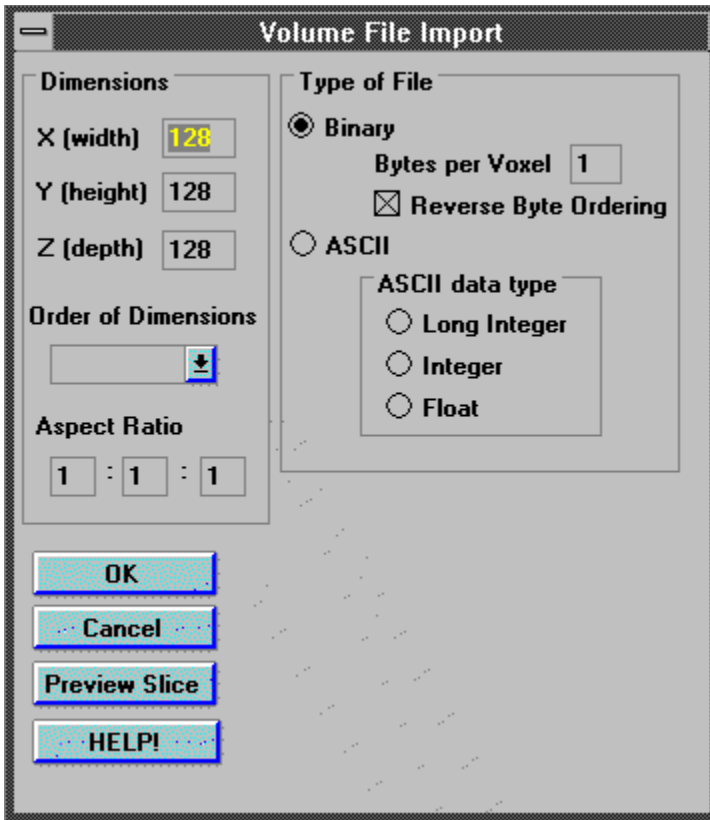 Volume File Import
Dimensions
X (width) 128
Y (height) 128
Z (depth) 128
Order of Dimensions
Aspect Ratio
1 : 1 : 1
Type of File
Binary
Bytes per Voxel 1
Reverse Byte Ordering
ASCII
ASCII data type
Long Integer
Integer
Float
OK
Cancel
Preview Slice
HELP!